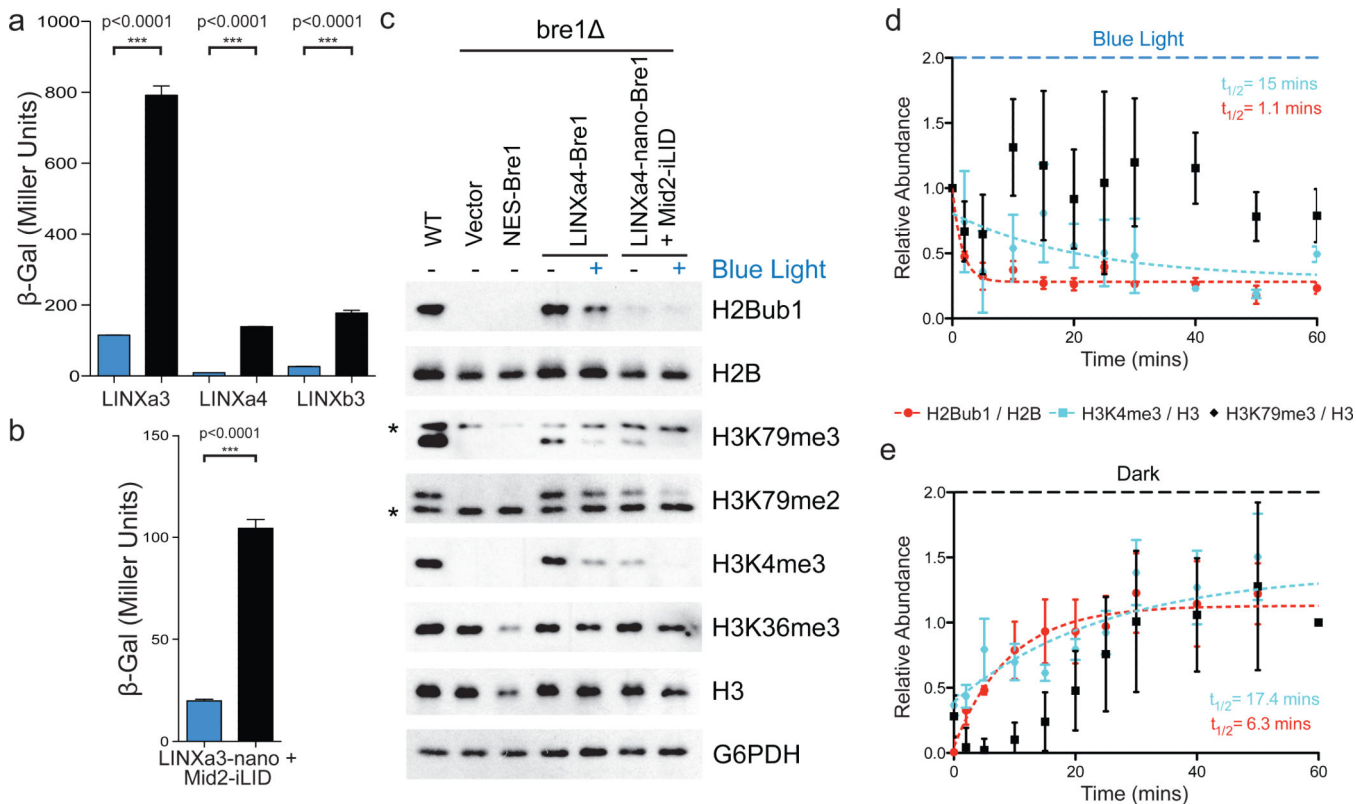 a
1000
800
600
400
200
0
β-Gal (Miller Units)
p<0.0001
***
p<0.0001
***
p<0.0001
***
LINXa3
LINXa4
LINXb3
b
150
100
50
0
β-Gal (Miller Units)
p<0.0001
***
LINXa3-nano +
Mid2-iLID
c
bre1Δ
WT
Vector
NES-Bre1
LINXa4-Bre1
LINXa4-nano-Bre1
+ Mid2-iLID
- - - - + - + Blue Light
H2Bub1
H2B
* H3K79me3
* H3K79me2
H3K4me3
H3K36me3
H3
G6PDH
d
Blue Light
2.0
1.5
1.0
0.5
0.0
Relative Abundance
t1/2= 15 mins
t1/2= 1.1 mins
0 20 40 60
Time (mins)
H2Bub1 / H2B H3K4me3 / H3 H3K79me3 / H3
e
Dark
2.0
1.5
1.0
0.5
0.0
Relative Abundance
t1/2= 17.4 mins
t1/2= 6.3 mins
0 20 40 60
Time (mins)